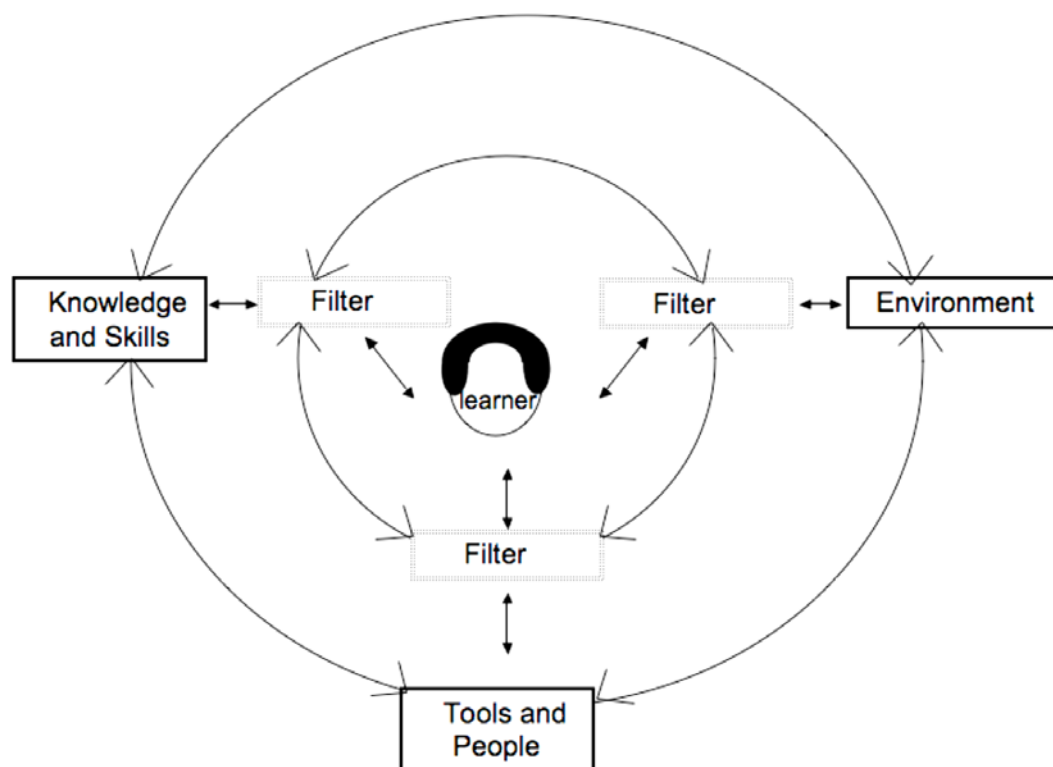 Knowledge
and Skills
Filter
Filter
Environment
learner
Filter
Tools and
People